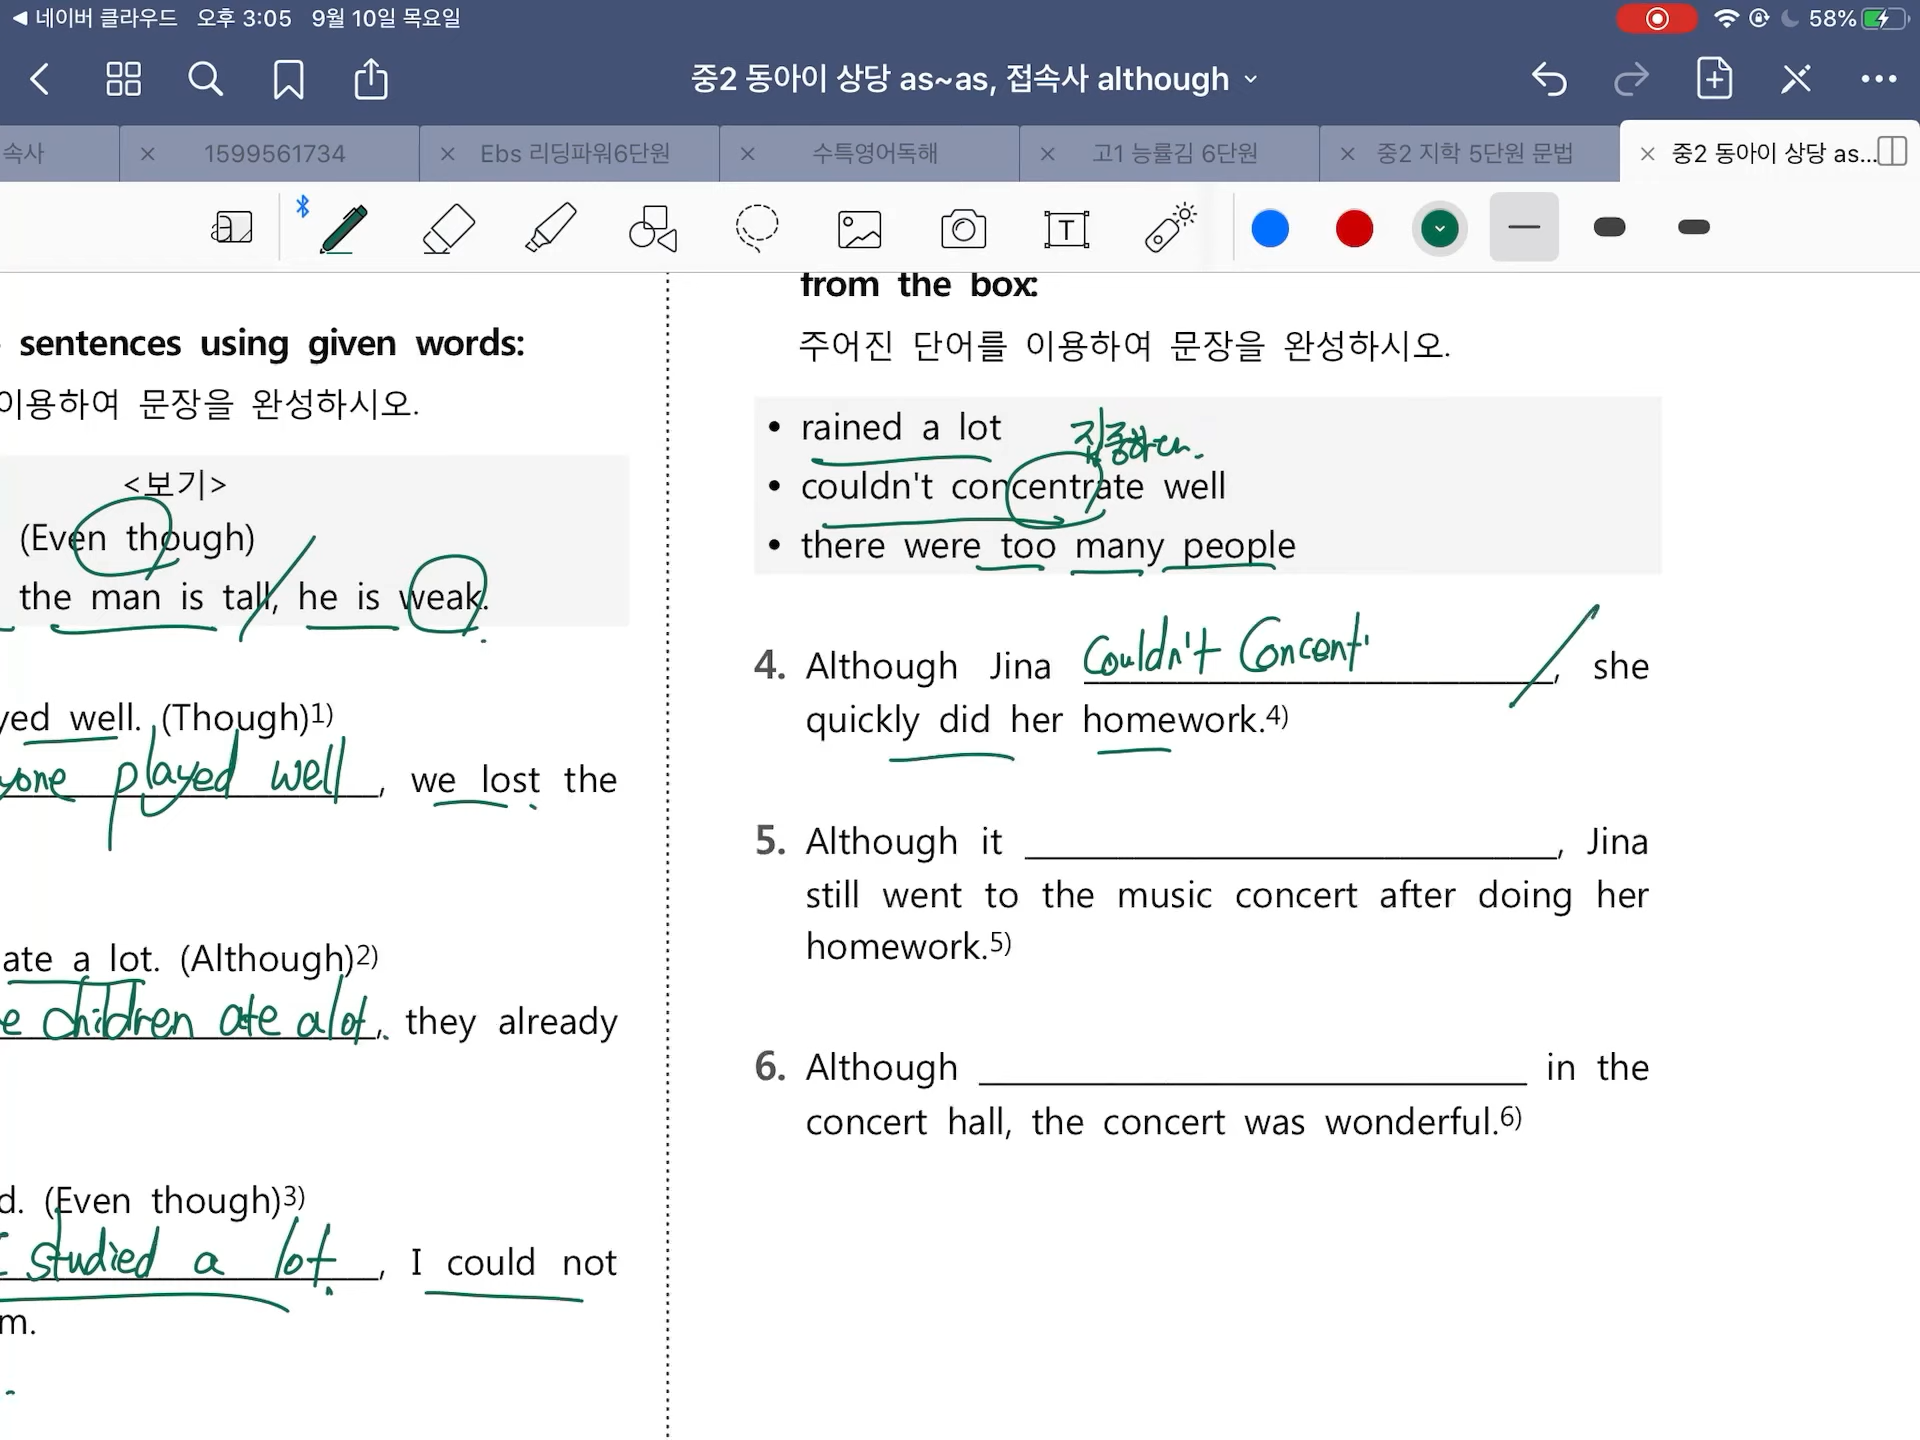 네이버 클라우드 오후 3:05 9월 10일 목요일 58%
중2 동아이 상당 as~as, 접속사 although
속사 1599561734 Ebs 리딩파워6단원 수특영어독해 고1 능률김 6단원 중2 지학 5단원 문법 중2 동아이 상당 as...
sentences using given words:
이용하여 문장을 완성하시오.
<보기>
(Even though)
the man is tall, he is weak.
yed well. (Though)1)
yone played well, we lost the
ate a lot. (Although)2)
e children ate a lot, they already
d. (Even though)3)
I studied a lot, I could not
m.
from the box:
주어진 단어를 이용하여 문장을 완성하시오.
• rained a lot
집중하다.
• couldn't concentrate well
• there were too many people
4. Although Jina Couldn't Concent, she
quickly did her homework.4)
5. Although it , Jina
still went to the music concert after doing her
homework.5)
6. Although in the
concert hall, the concert was wonderful.6)